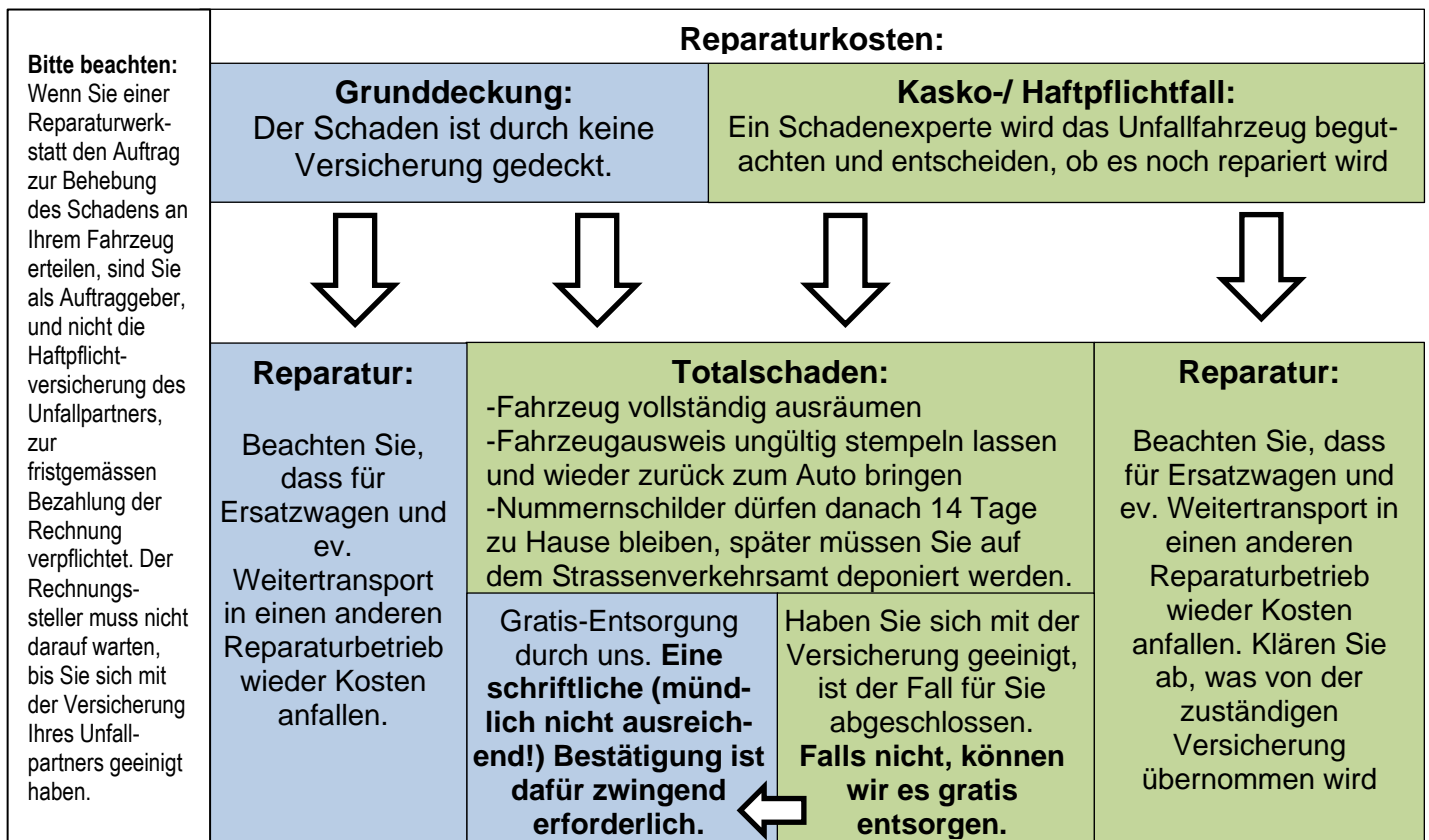 Bitte beachten:
Wenn Sie einer
Reparaturwerk-
statt den Auftrag
zur Behebung
des Schadens an
Ihrem Fahrzeug
erteilen, sind Sie
als Auftraggeber,
und nicht die
Haftpflicht-
versicherung des
Unfallpartners,
zur
fristgemässen
Bezahlung der
Rechnung
verpflichtet. Der
Rechnungs-
steller muss nicht
darauf warten,
bis Sie sich mit
der Versicherung
Ihres Unfall-
partners geeinigt
haben.
Reparaturkosten:
Grunddeckung:
Der Schaden ist durch keine
Versicherung gedeckt.
Kasko-/ Haftpflichtfall:
Ein Schadenexperte wird das Unfallfahrzeug begut-
achten und entscheiden, ob es noch repariert wird
Reparatur:
Beachten Sie,
dass für
Ersatzwagen und
ev.
Weitertransport
in einen anderen
Reparaturbetrieb
wieder Kosten
anfallen.
Totalschaden:
-Fahrzeug vollständig ausräumen
-Fahrzeugausweis ungültig stempeln lassen
und wieder zurück zum Auto bringen
-Nummernschilder dürfen danach 14 Tage
zu Hause bleiben, später müssen Sie auf
dem Strassenverkehrsamt deponiert werden.
Gratis-Entsorgung
durch uns. Eine
schriftliche (münd-
lich nicht ausreich-
end!) Bestätigung ist
dafür zwingend
erforderlich.
Haben Sie sich mit der
Versicherung geeinigt,
ist der Fall für Sie
abgeschlossen.
Falls nicht, können
wir es gratis
entsorgen.
Reparatur:
Beachten Sie, dass
für Ersatzwagen und
ev. Weitertransport in
einen anderen
Reparaturbetrieb
wieder Kosten
anfallen. Klären Sie
ab, was von der
zuständigen
Versicherung
übernommen wird